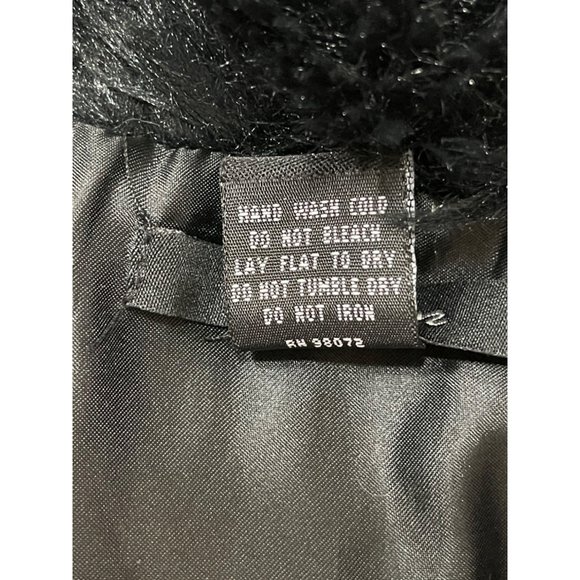 HAND WASH COLD
DO NOT BLEACH
LAY FLAT TO DRY
DO NOT TUMBLE DRY
DO NOT IRON
RN 98072